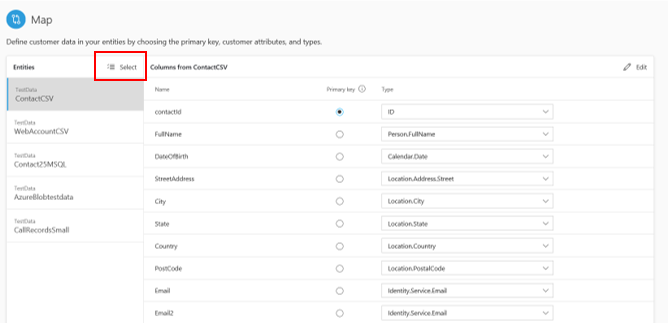 Map
Define customer data in your entities by choosing the primary key, customer attributes, and types.
Entities Select Columns from ContactCSV Edit
TestData
ContactCSV
TestData
WebAccountCSV
TestData
Contact25MSQL
TestData
AzureBlobtestdata
TestData
CallRecordsSmall
Name Primary key Type
contactId ID
FullName Person.FullName
DateOfBirth Calendar.Date
StreetAddress Location.Address.Street
City Location.City
State Location.State
Country Location.Country
PostCode Location.PostalCode
Email Identity.Service.Email
Email2 Identity.Service.Email